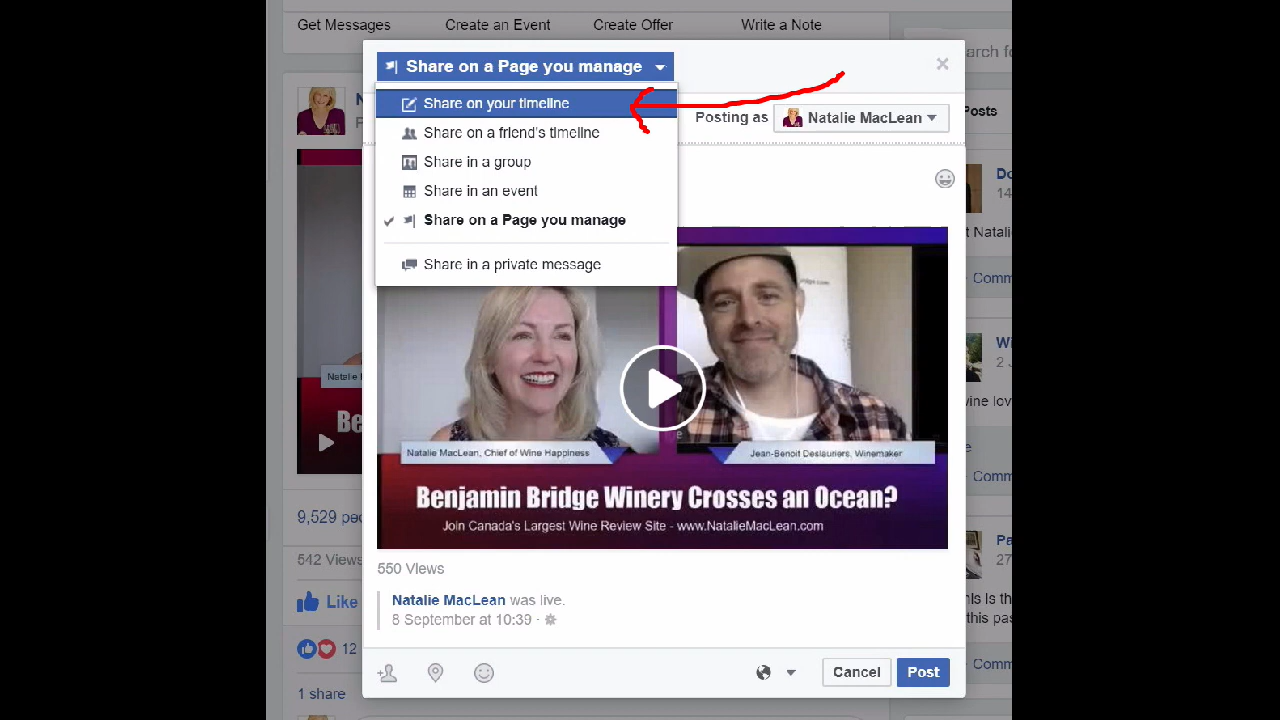 Get Messages Create an Event Create Offer Write a Note
Share on a Page you manage
Share on your timeline
Share on a friend's timeline
Share in a group
Share in an event
Share on a Page you manage
Share in a private message
Posting as Natalie MacLean
Posts
Natalie MacLean, Chief of Wine Happiness
Jean-Benoit Deslauriers, Winemaker
Benjamin Bridge Winery Crosses an Ocean?
Join Canada's Largest Wine Review Site - www.NatalieMacLean.com
550 Views
Natalie MacLean was live.
8 September at 10:39
Cancel Post
9,529
542 Views
Like
12
1 share